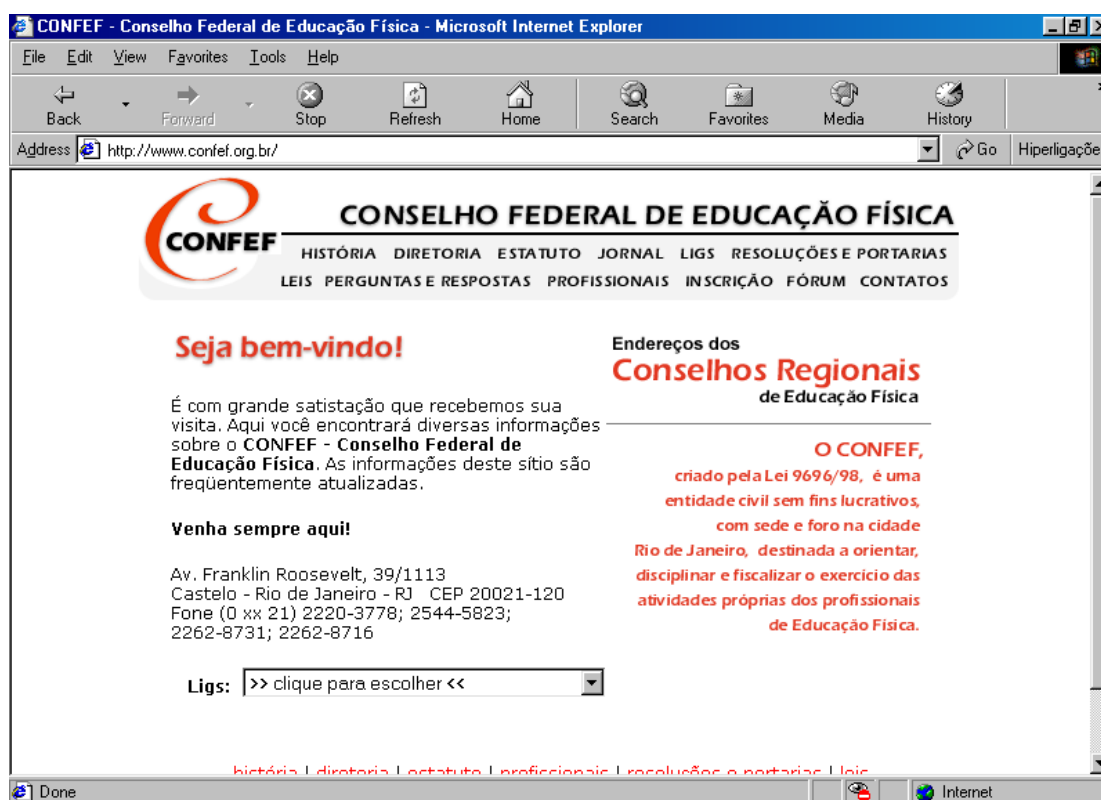 CONFEF - Conselho Federal de Educação Física - Microsoft Internet Explorer
File Edit View Favorites Tools Help
Back Forward Stop Refresh Home Search Favorites Media History
Address http://www.confef.org.br/ Go Hiperligaçõe
CONFEF
CONSELHO FEDERAL DE EDUCAÇÃO FÍSICA
HISTÓRIA DIRETORIA ESTATUTO JORNAL LIGS RESOLUÇÕES E PORTARIAS
LEIS PERGUNTAS E RESPOSTAS PROFISSIONAIS INSCRIÇÃO FÓRUM CONTATOS
Seja bem-vindo!
É com grande satistação que recebemos sua
visita. Aqui você encontrará diversas informações
sobre o CONFEF - Conselho Federal de
Educação Física. As informações deste sítio são
freqüentemente atualizadas.
Venha sempre aqui!
Av. Franklin Roosevelt, 39/1113
Castelo - Rio de Janeiro - RJ CEP 20021-120
Fone (0 xx 21) 2220-3778; 2544-5823;
2262-8731; 2262-8716
Ligs: >> clique para escolher <<
Endereços dos
Conselhos Regionais
de Educação Física
O CONFEF,
criado pela Lei 9696/98, é uma
entidade civil sem fins lucrativos,
com sede e foro na cidade
Rio de Janeiro, destinada a orientar,
disciplinar e fiscalizar o exercício das
atividades próprias dos profissionais
de Educação Física.
história | diretoria | estatuto | profissionais | resoluções e portarias | leis
Done Internet